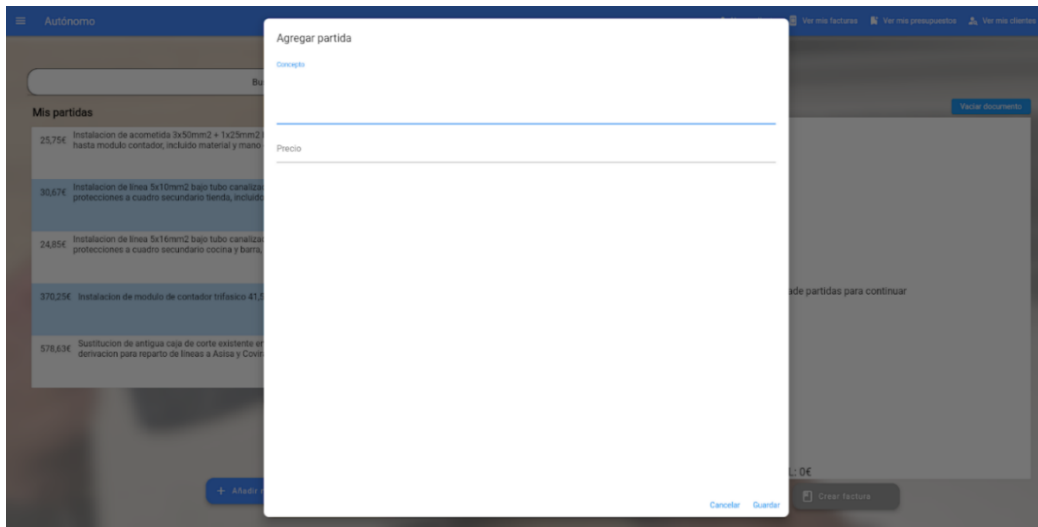 Autónomo
Ver mis facturas
Ver mis presupuestos
Ver mis clientes
Agregar partida
Concepto
Precio
Cancelar
Guardar
Bu
Mis partidas
25,75€ Instalacion de acometida 3x50mm2 + 1x25mm2
hasta modulo contador, incluido material y mano
30,67€ Instalacion de linea 5x10mm2 bajo tubo canaliza
protecciones a cuadro secundario tienda, incluido
24,85€ Instalacion de linea 5x16mm2 bajo tubo canaliza
protecciones a cuadro secundario cocina y barra,
370,25€ Instalacion de modulo de contador trifasico 41,5
578,63€ Sustitucion de antigua caja de corte existente en
derivacion para reparto de lineas a Asisa y Covir
+ Añadir
Vaciar documento
ade partidas para continuar
L: 0€
Crear factura